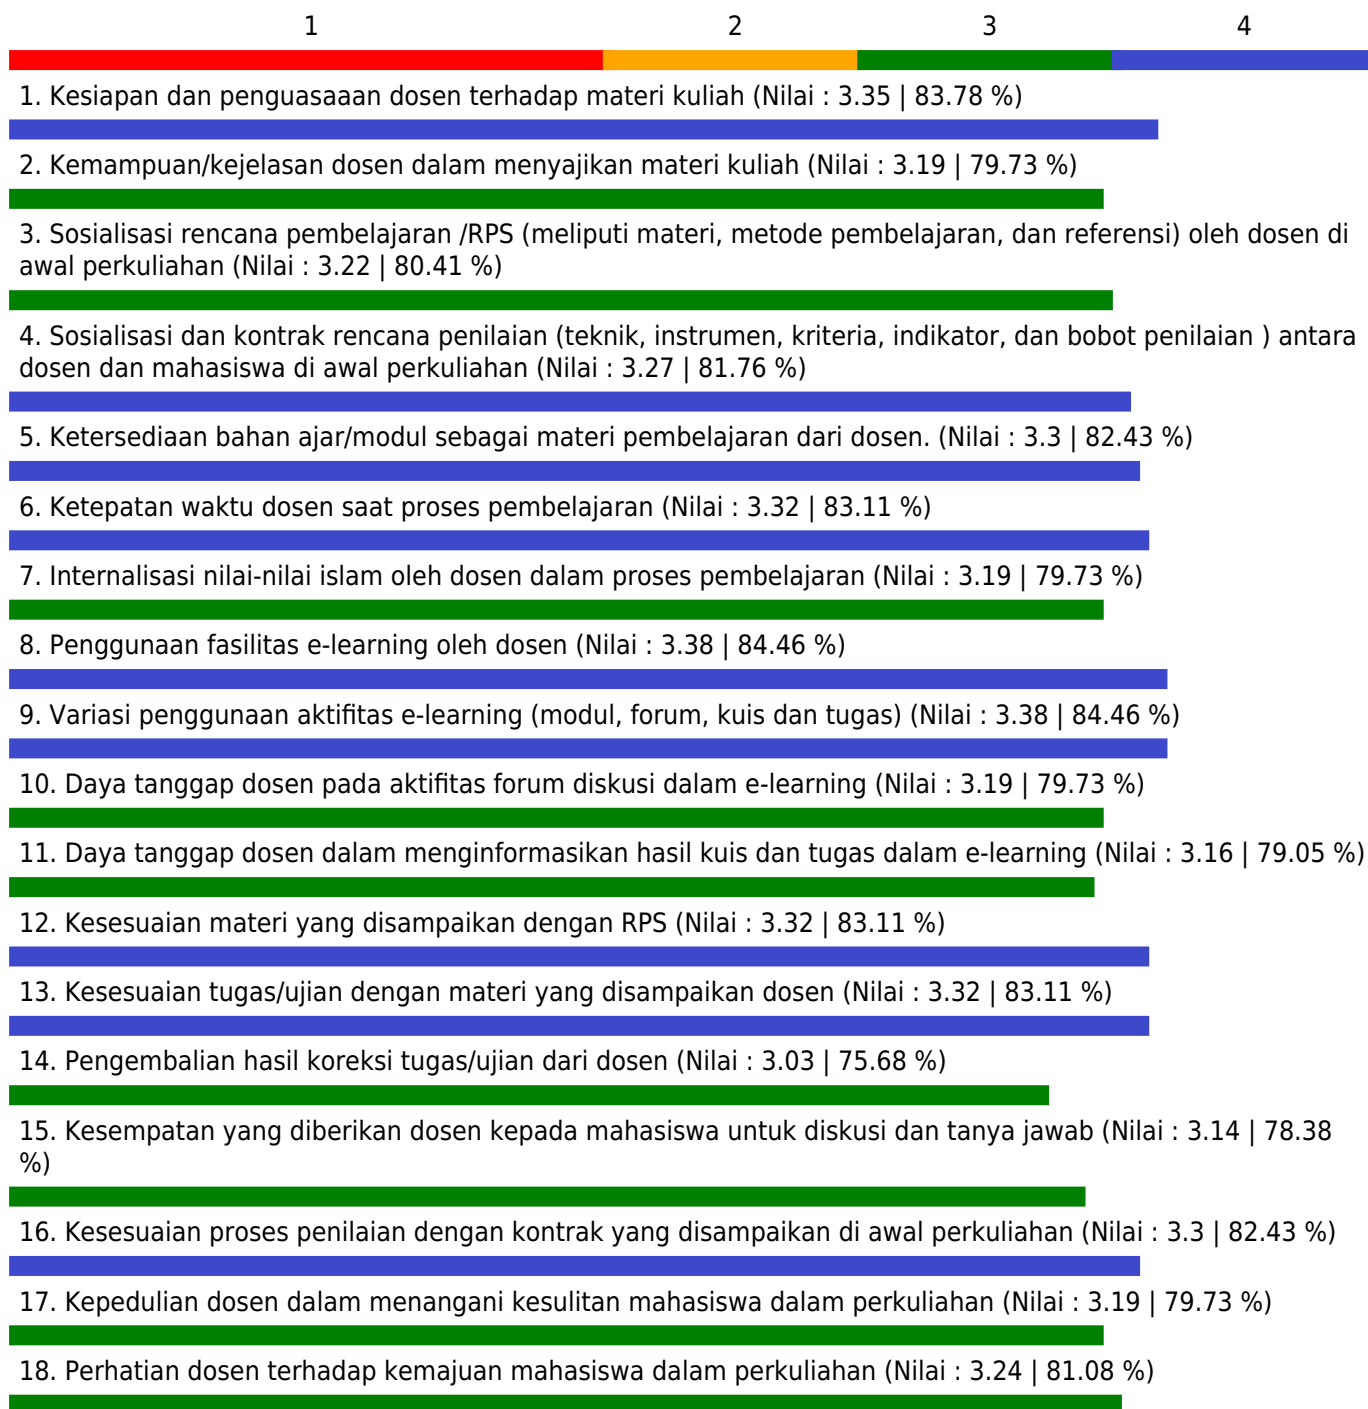 1 2 3 4
1. Kesiapan dan penguasaaan dosen terhadap materi kuliah (Nilai : 3.35 | 83.78 %)
2. Kemampuan/kejelasan dosen dalam menyajikan materi kuliah (Nilai : 3.19 | 79.73 %)
3. Sosialisasi rencana pembelajaran /RPS (meliputi materi, metode pembelajaran, dan referensi) oleh dosen di
awal perkuliahan (Nilai : 3.22 | 80.41 %)
4. Sosialisasi dan kontrak rencana penilaian (teknik, instrumen, kriteria, indikator, dan bobot penilaian ) antara
dosen dan mahasiswa di awal perkuliahan (Nilai : 3.27 | 81.76 %)
5. Ketersediaan bahan ajar/modul sebagai materi pembelajaran dari dosen. (Nilai : 3.3 | 82.43 %)
6. Ketepatan waktu dosen saat proses pembelajaran (Nilai : 3.32 | 83.11 %)
7. Internalisasi nilai-nilai islam oleh dosen dalam proses pembelajaran (Nilai : 3.19 | 79.73 %)
8. Penggunaan fasilitas e-learning oleh dosen (Nilai : 3.38 | 84.46 %)
9. Variasi penggunaan aktifitas e-learning (modul, forum, kuis dan tugas) (Nilai : 3.38 | 84.46 %)
10. Daya tanggap dosen pada aktifitas forum diskusi dalam e-learning (Nilai : 3.19 | 79.73 %)
11. Daya tanggap dosen dalam menginformasikan hasil kuis dan tugas dalam e-learning (Nilai : 3.16 | 79.05 %)
12. Kesesuaian materi yang disampaikan dengan RPS (Nilai : 3.32 | 83.11 %)
13. Kesesuaian tugas/ujian dengan materi yang disampaikan dosen (Nilai : 3.32 | 83.11 %)
14. Pengembalian hasil koreksi tugas/ujian dari dosen (Nilai : 3.03 | 75.68 %)
15. Kesempatan yang diberikan dosen kepada mahasiswa untuk diskusi dan tanya jawab (Nilai : 3.14 | 78.38
%)
16. Kesesuaian proses penilaian dengan kontrak yang disampaikan di awal perkuliahan (Nilai : 3.3 | 82.43 %)
17. Kepedulian dosen dalam menangani kesulitan mahasiswa dalam perkuliahan (Nilai : 3.19 | 79.73 %)
18. Perhatian dosen terhadap kemajuan mahasiswa dalam perkuliahan (Nilai : 3.24 | 81.08 %)